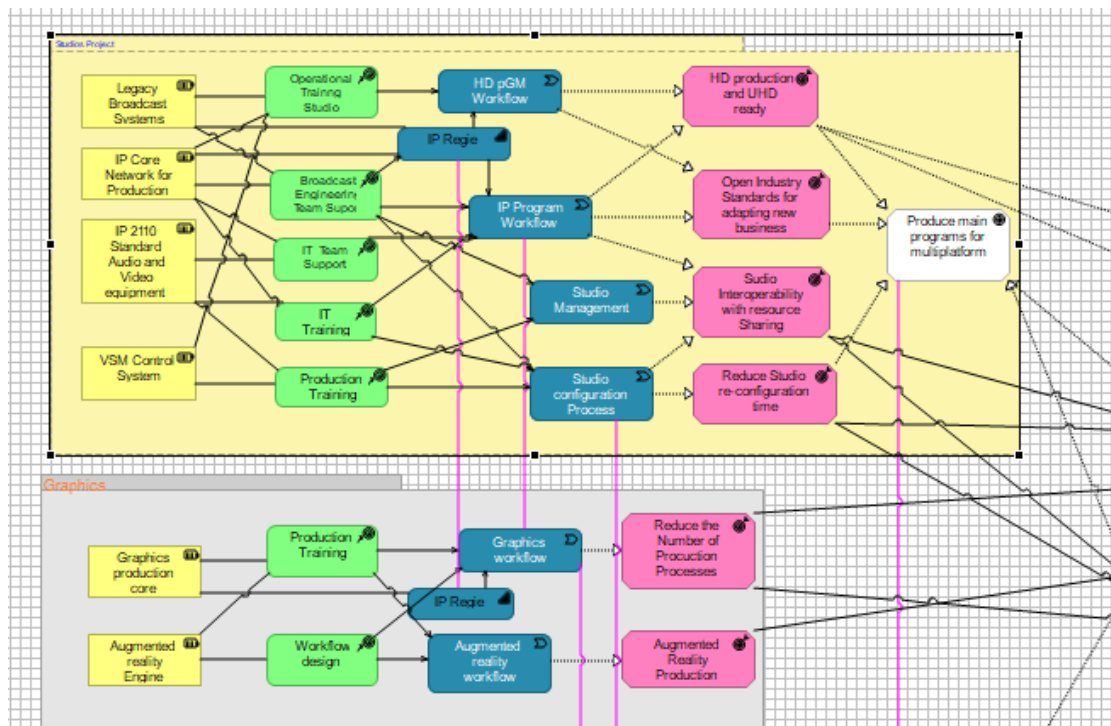 Studios Project
Legacy
Broadcast
Systems
Operational
Trainng
Studio
HD pGM
Workflow
HD production
and UHD
ready
IP Regie
IP Core
Network for
Production
Broadcast
Engineering
Team Suppor
IP Program
Workflow
Open Industry
Standards for
adapting new
business
Produce main
programs for
multiplatform
IP 2110
Standard
Audio and
Video
equipment
IT Team
Support
Studio
Management
Sudio
Interoperability
with resource
Sharing
IT
Training
VSM Control
System
Production
Training
Studio
configuration
Process
Reduce Studio
re-configuration
time
Graphics
Graphics
production
core
Production
Training
Graphics
workflow
Reduce the
Number of
Procuction
Processes
IP Regie
Augmented
reality
Engine
Workflow
design
Augmented
reality
workflow
Augmented
Reality
Production